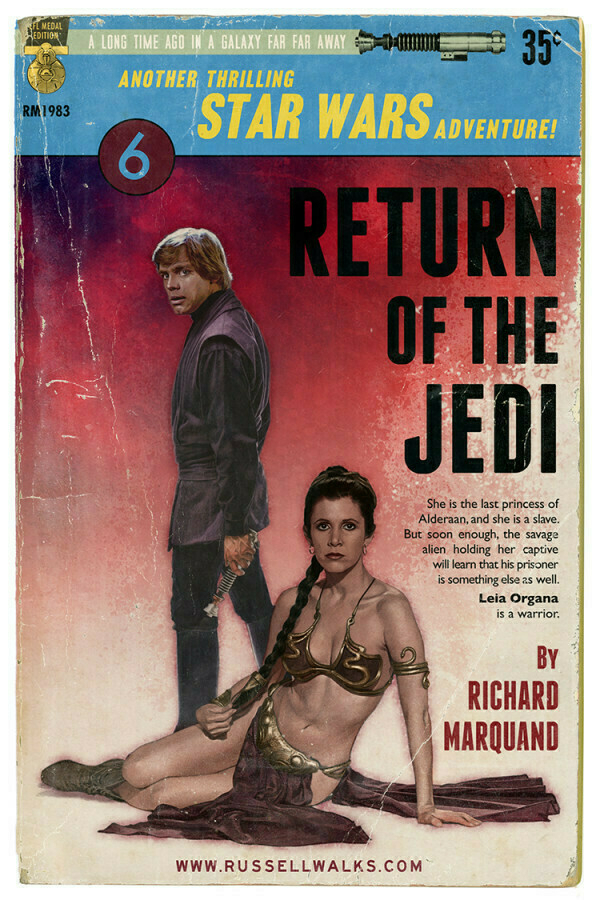 FL MEDAL
EDITION
A LONG TIME AGO IN A GALAXY FAR FAR AWAY
35¢
RM1983
ANOTHER THRILLING
STAR WARS ADVENTURE!
6
RETURN
OF THE
JEDI
She is the last princess of
Alderaan, and she is a slave.
But soon enough, the savage
alien holding her captive
will learn that his prisoner
is something else as well.
Leia Organa
is a warrior.
BY
RICHARD
MARQUAND
WWW.RUSSELLWALKS.COM